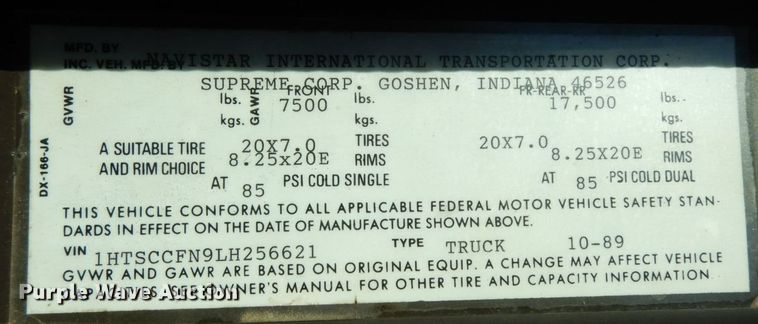 MFD. BY NAVISTAR INTERNATIONAL TRANSPORTATION CORP.
INC. VEH. MFD. BY
SUPREME CORP. GOSHEN, INDIANA 46526
GVWR lbs. GAWR FRONT 7500 lbs. FR-REAR-RR 17,500 lbs.
kgs. kgs. kgs.
A SUITABLE TIRE 20X7.0 TIRES 20X7.0 TIRES
AND RIM CHOICE 8.25X20E RIMS 8.25X20E RIMS
AT 85 PSI COLD SINGLE AT 85 PSI COLD DUAL
DX-166-JA
THIS VEHICLE CONFORMS TO ALL APPLICABLE FEDERAL MOTOR VEHICLE SAFETY STAN-
DARDS IN EFFECT ON THE DATE OF MANUFACTURE SHOWN ABOVE.
VIN 1HTSCCFN9LH256621 TYPE TRUCK 10-89
GVWR AND GAWR ARE BASED ON ORIGINAL EQUIP. A CHANGE MAY AFFECT VEHICLE
OWNER'S MANUAL FOR OTHER TIRE AND CAPACITY INFORMATION
Purple Wave Auction